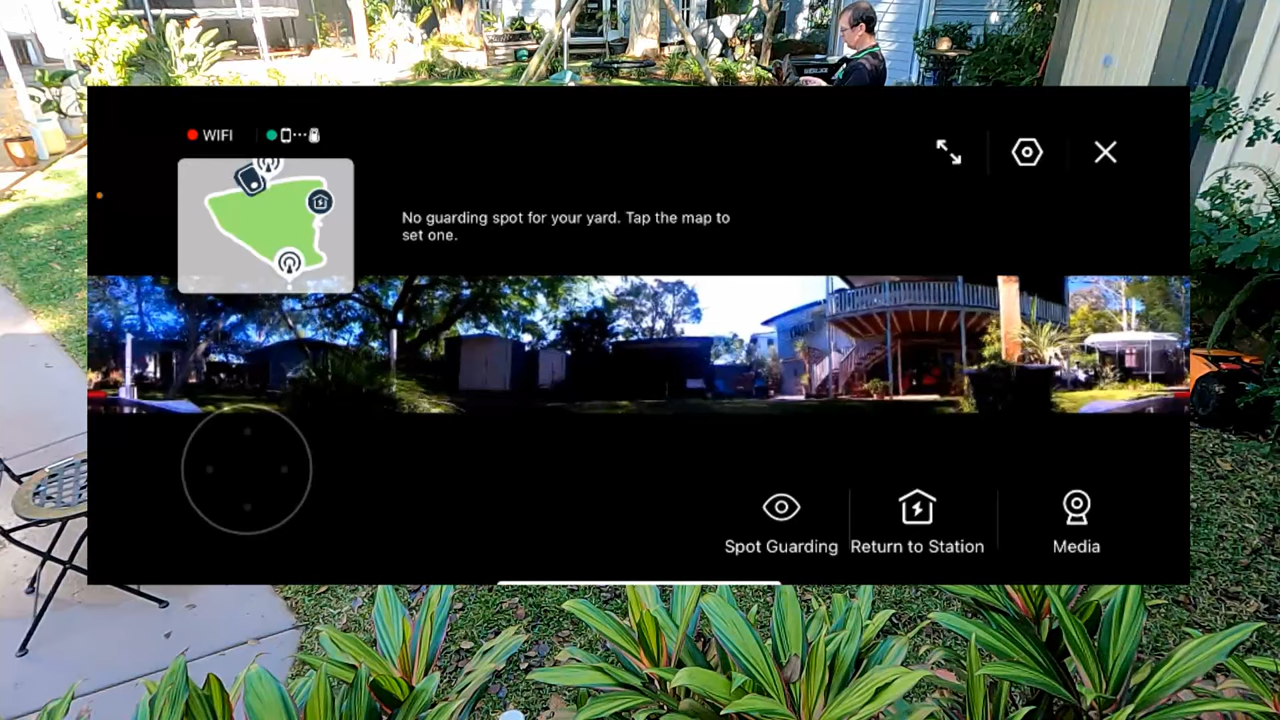 WIFI
No guarding spot for your yard. Tap the map to
set one.
Spot Guarding
Return to Station
Media